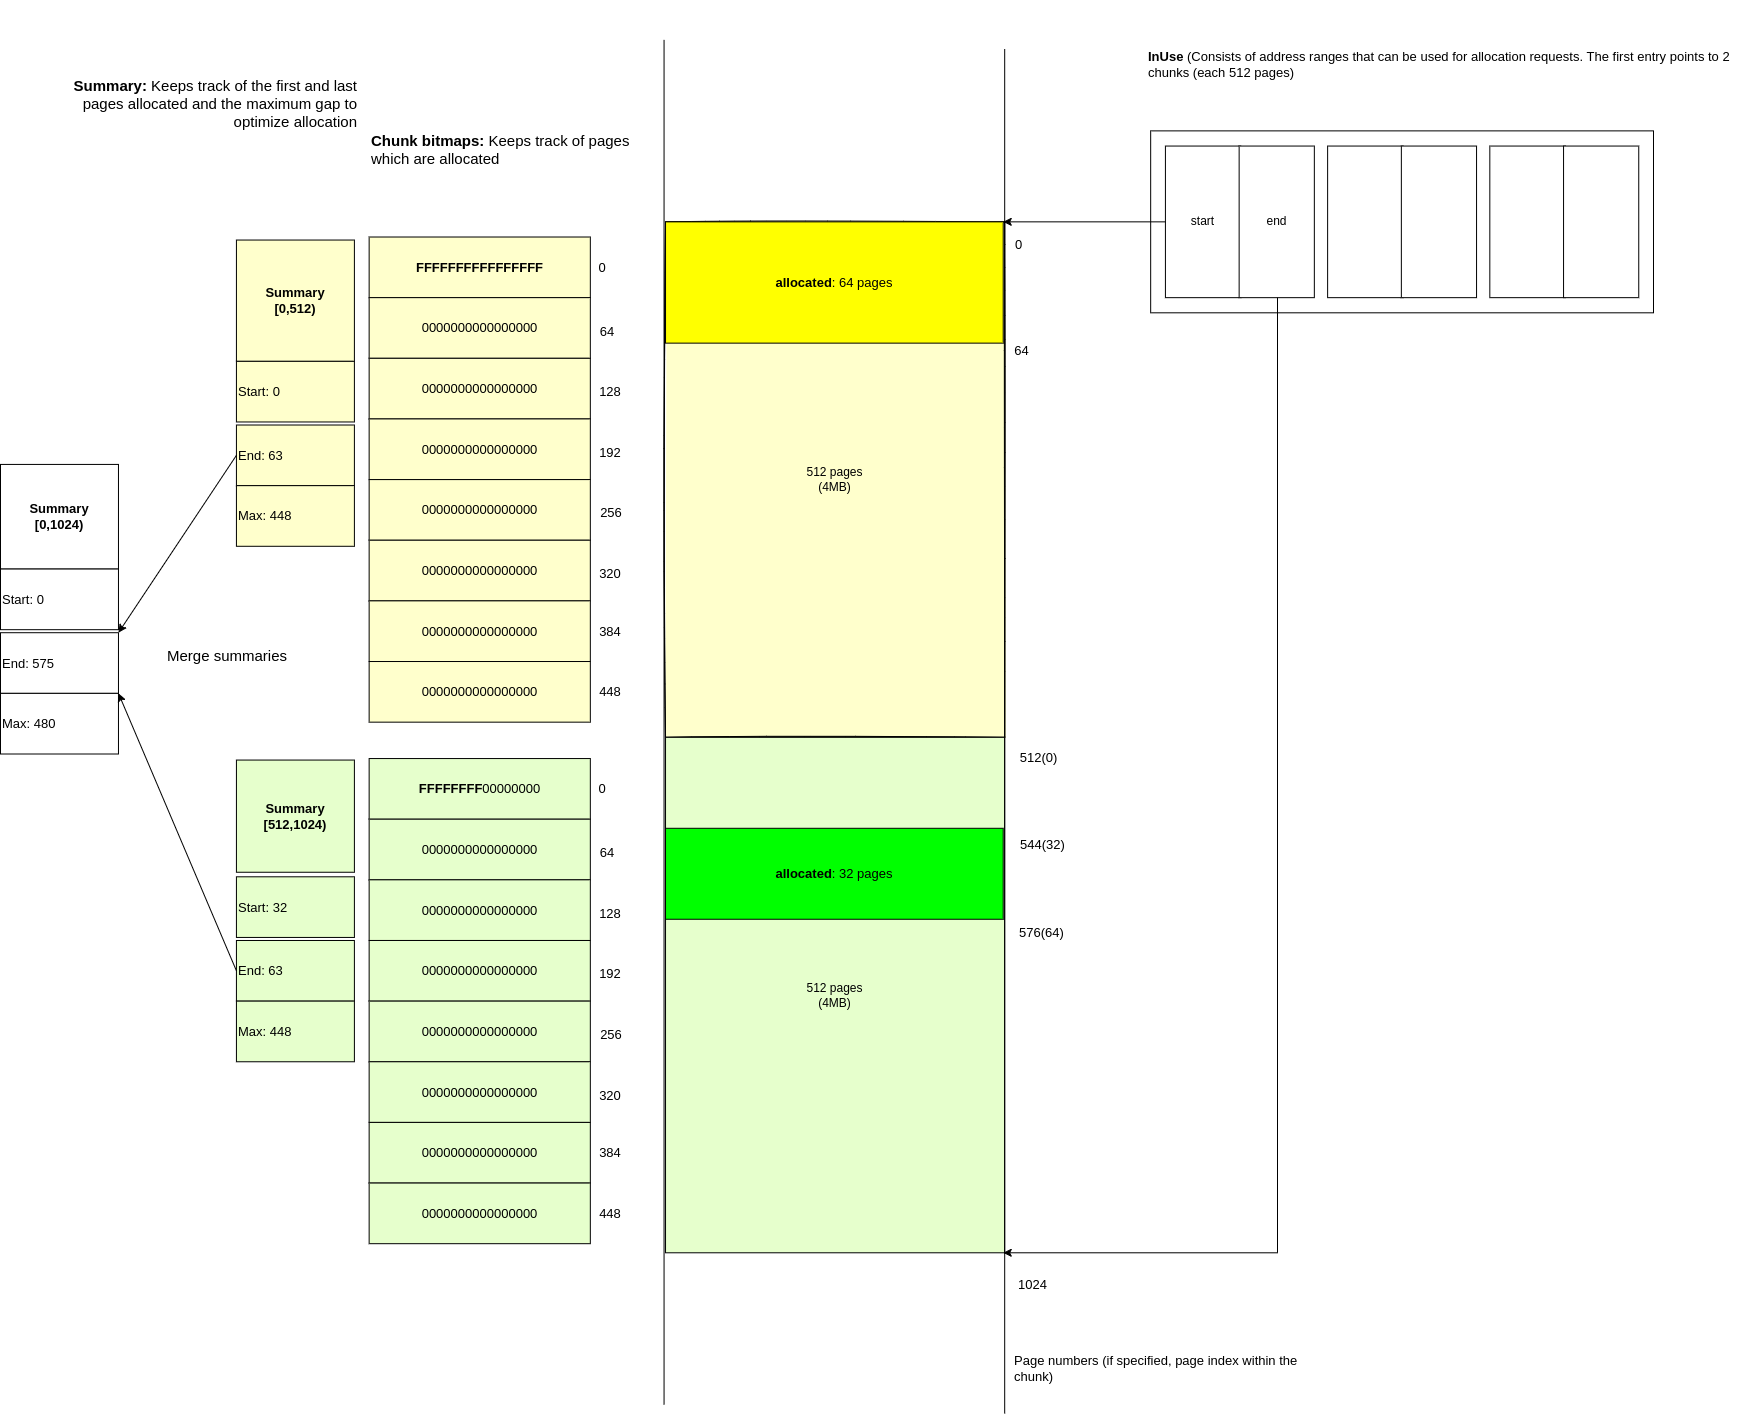 InUse (Consists of address ranges that can be used for allocation requests. The first entry points to 2
chunks (each 512 pages)
Summary: Keeps track of the first and last
pages allocated and the maximum gap to
optimize allocation
Chunk bitmaps: Keeps track of pages
which are allocated
start
end
Summary
[0,512)
Start: 0
End: 63
Max: 448
FFFFFFFFFFFFFFFF
0
0000000000000000
64
0000000000000000
128
0000000000000000
192
0000000000000000
256
0000000000000000
320
0000000000000000
384
0000000000000000
448
allocated: 64 pages
0
64
512 pages
(4MB)
Summary
[0,1024)
Start: 0
End: 575
Max: 480
Merge summaries
Summary
[512,1024)
Start: 32
End: 63
Max: 448
FFFFFFFF00000000
0
0000000000000000
64
0000000000000000
128
0000000000000000
192
0000000000000000
256
0000000000000000
320
0000000000000000
384
0000000000000000
448
512(0)
544(32)
allocated: 32 pages
576(64)
512 pages
(4MB)
1024
Page numbers (if specified, page index within the
chunk)